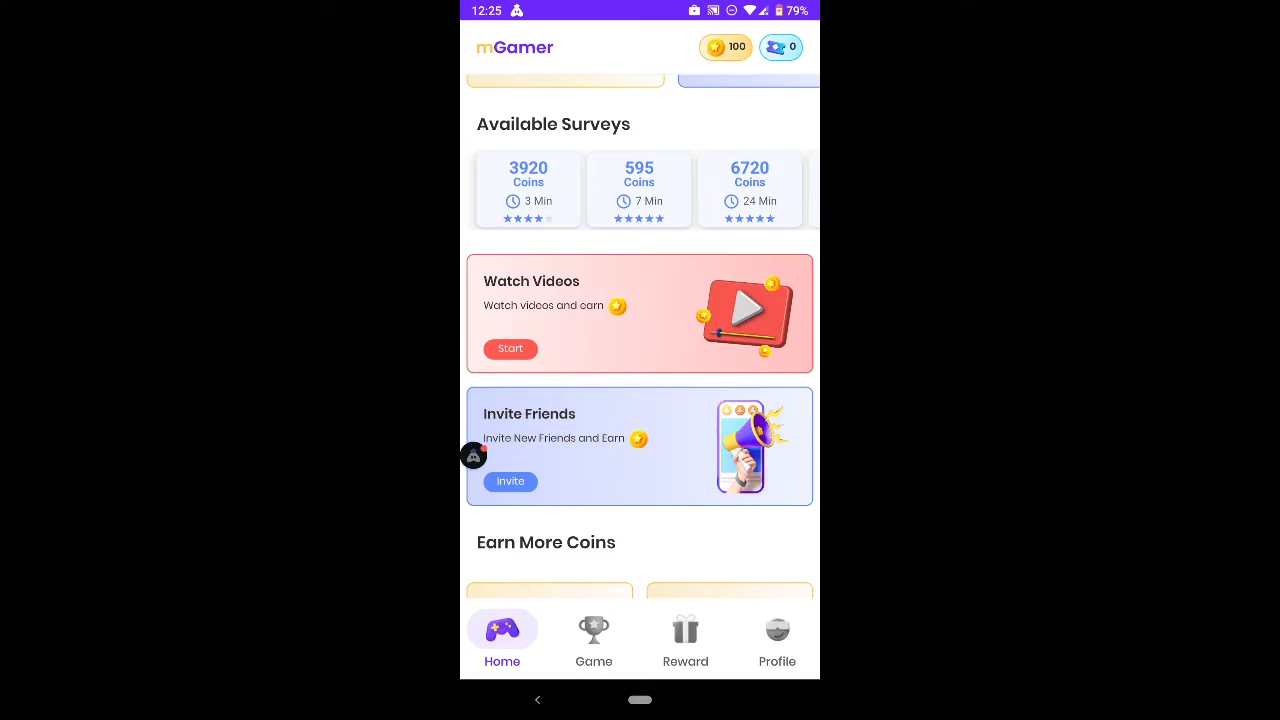 12:25 79%
mGamer 100 0
Available Surveys
3920 595 6720
Coins Coins Coins
3 Min 7 Min 24 Min
Watch Videos
Watch videos and earn
Start
Invite Friends
Invite New Friends and Earn
Invite
Earn More Coins
Home Game Reward Profile